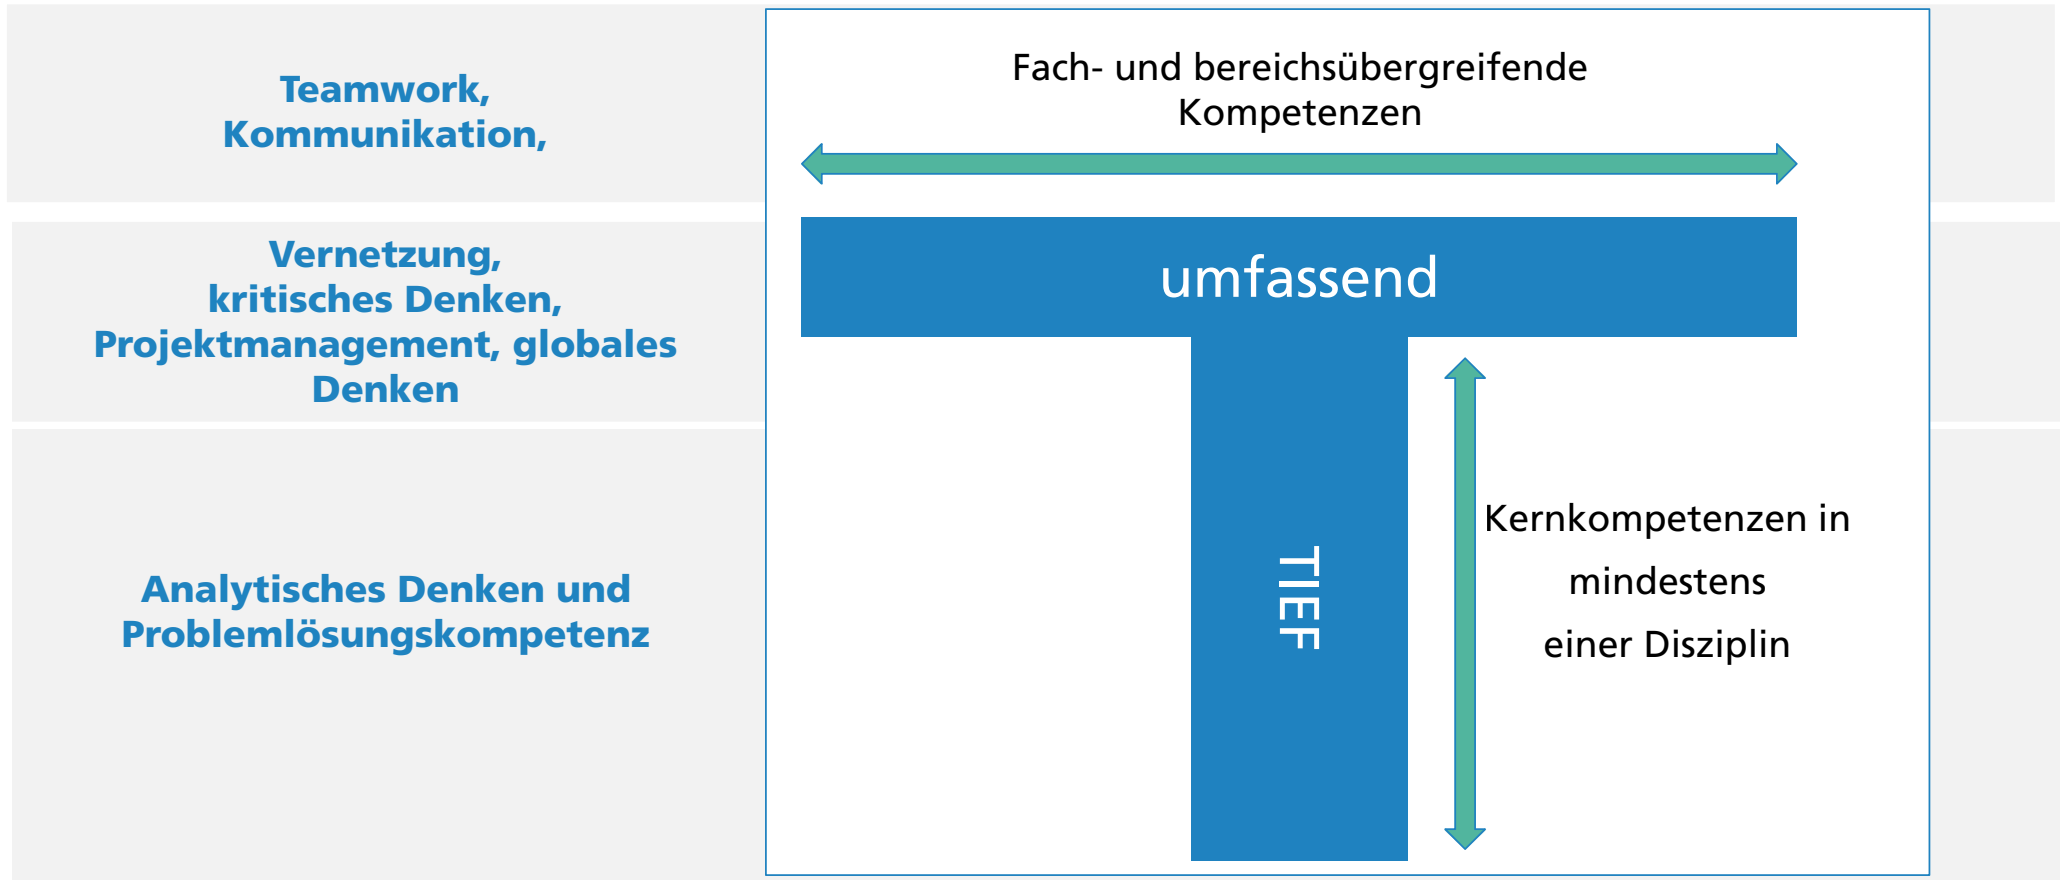 Teamwork,
Kommunikation,
Vernetzung,
kritisches Denken,
Projektmanagement, globales
Denken
Analytisches Denken und
Problemlösungskompetenz
Fach- und bereichsübergreifende
Kompetenzen
umfassend
TIEF
Kernkompetenzen in
mindestens
einer Disziplin